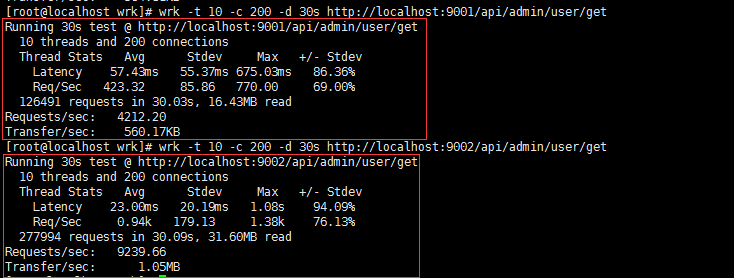 [root@localhost wrk]# wrk -t 10 -c 200 -d 30s http://localhost:9001/api/admin/user/get
Running 30s test @ http://localhost:9001/api/admin/user/get
  10 threads and 200 connections
  Thread Stats   Avg      Stdev     Max   +/- Stdev
    Latency    57.43ms   55.37ms 675.03ms   86.36%
    Req/Sec   423.32     85.86   770.00     69.00%
  126491 requests in 30.03s, 16.43MB read
Requests/sec:   4212.20
Transfer/sec:    560.17KB
[root@localhost wrk]# wrk -t 10 -c 200 -d 30s http://localhost:9002/api/admin/user/get
Running 30s test @ http://localhost:9002/api/admin/user/get
  10 threads and 200 connections
  Thread Stats   Avg      Stdev     Max   +/- Stdev
    Latency    23.00ms   20.19ms   1.08s    94.09%
    Req/Sec     0.94k   179.13     1.38k    76.13%
  277994 requests in 30.09s, 31.60MB read
Requests/sec:   9239.66
Transfer/sec:      1.05MB